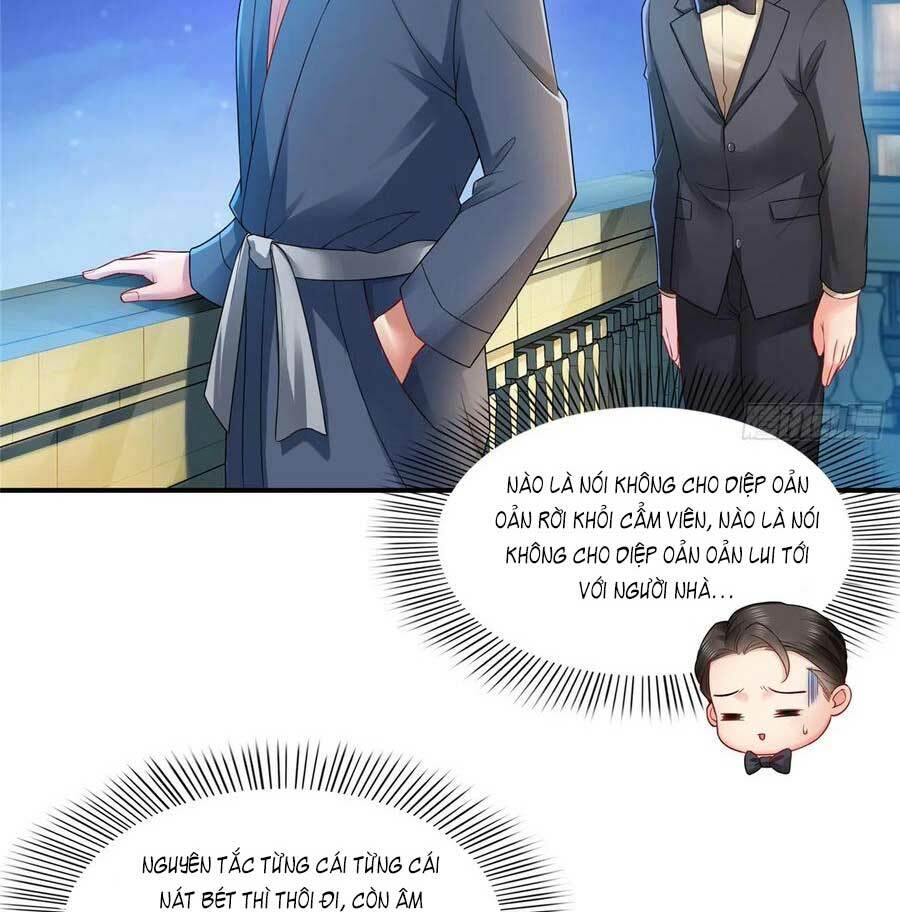 NÀO LÀ NÓI KHÔNG CHO DIỆP OẢN
OẢN RỜI KHỎI CẨM VIÊN, NÀO LÀ NÓI
KHÔNG CHO DIỆP OẢN OẢN LUI TỚI
VỚI NGƯỜI NHÀ...
NGUYÊN TẮC TỪNG CÁI TỪNG CÁI
NÁT BÉT THÌ THÔI ĐI, CÒN ÂM